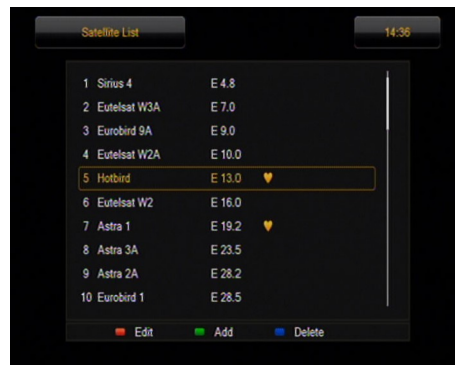 Satellite List 14:36
1 Sirius 4 E 4.8
2 Eutelsat W3A E 7.0
3 Eurobird 9A E 9.0
4 Eutelsat W2A E 10.0
5 Hotbird E 13.0
6 Eutelsat W2 E 16.0
7 Astra 1 E 19.2
8 Astra 3A E 23.5
9 Astra 2A E 28.2
10 Eurobird 1 E 28.5
Edit Add Delete